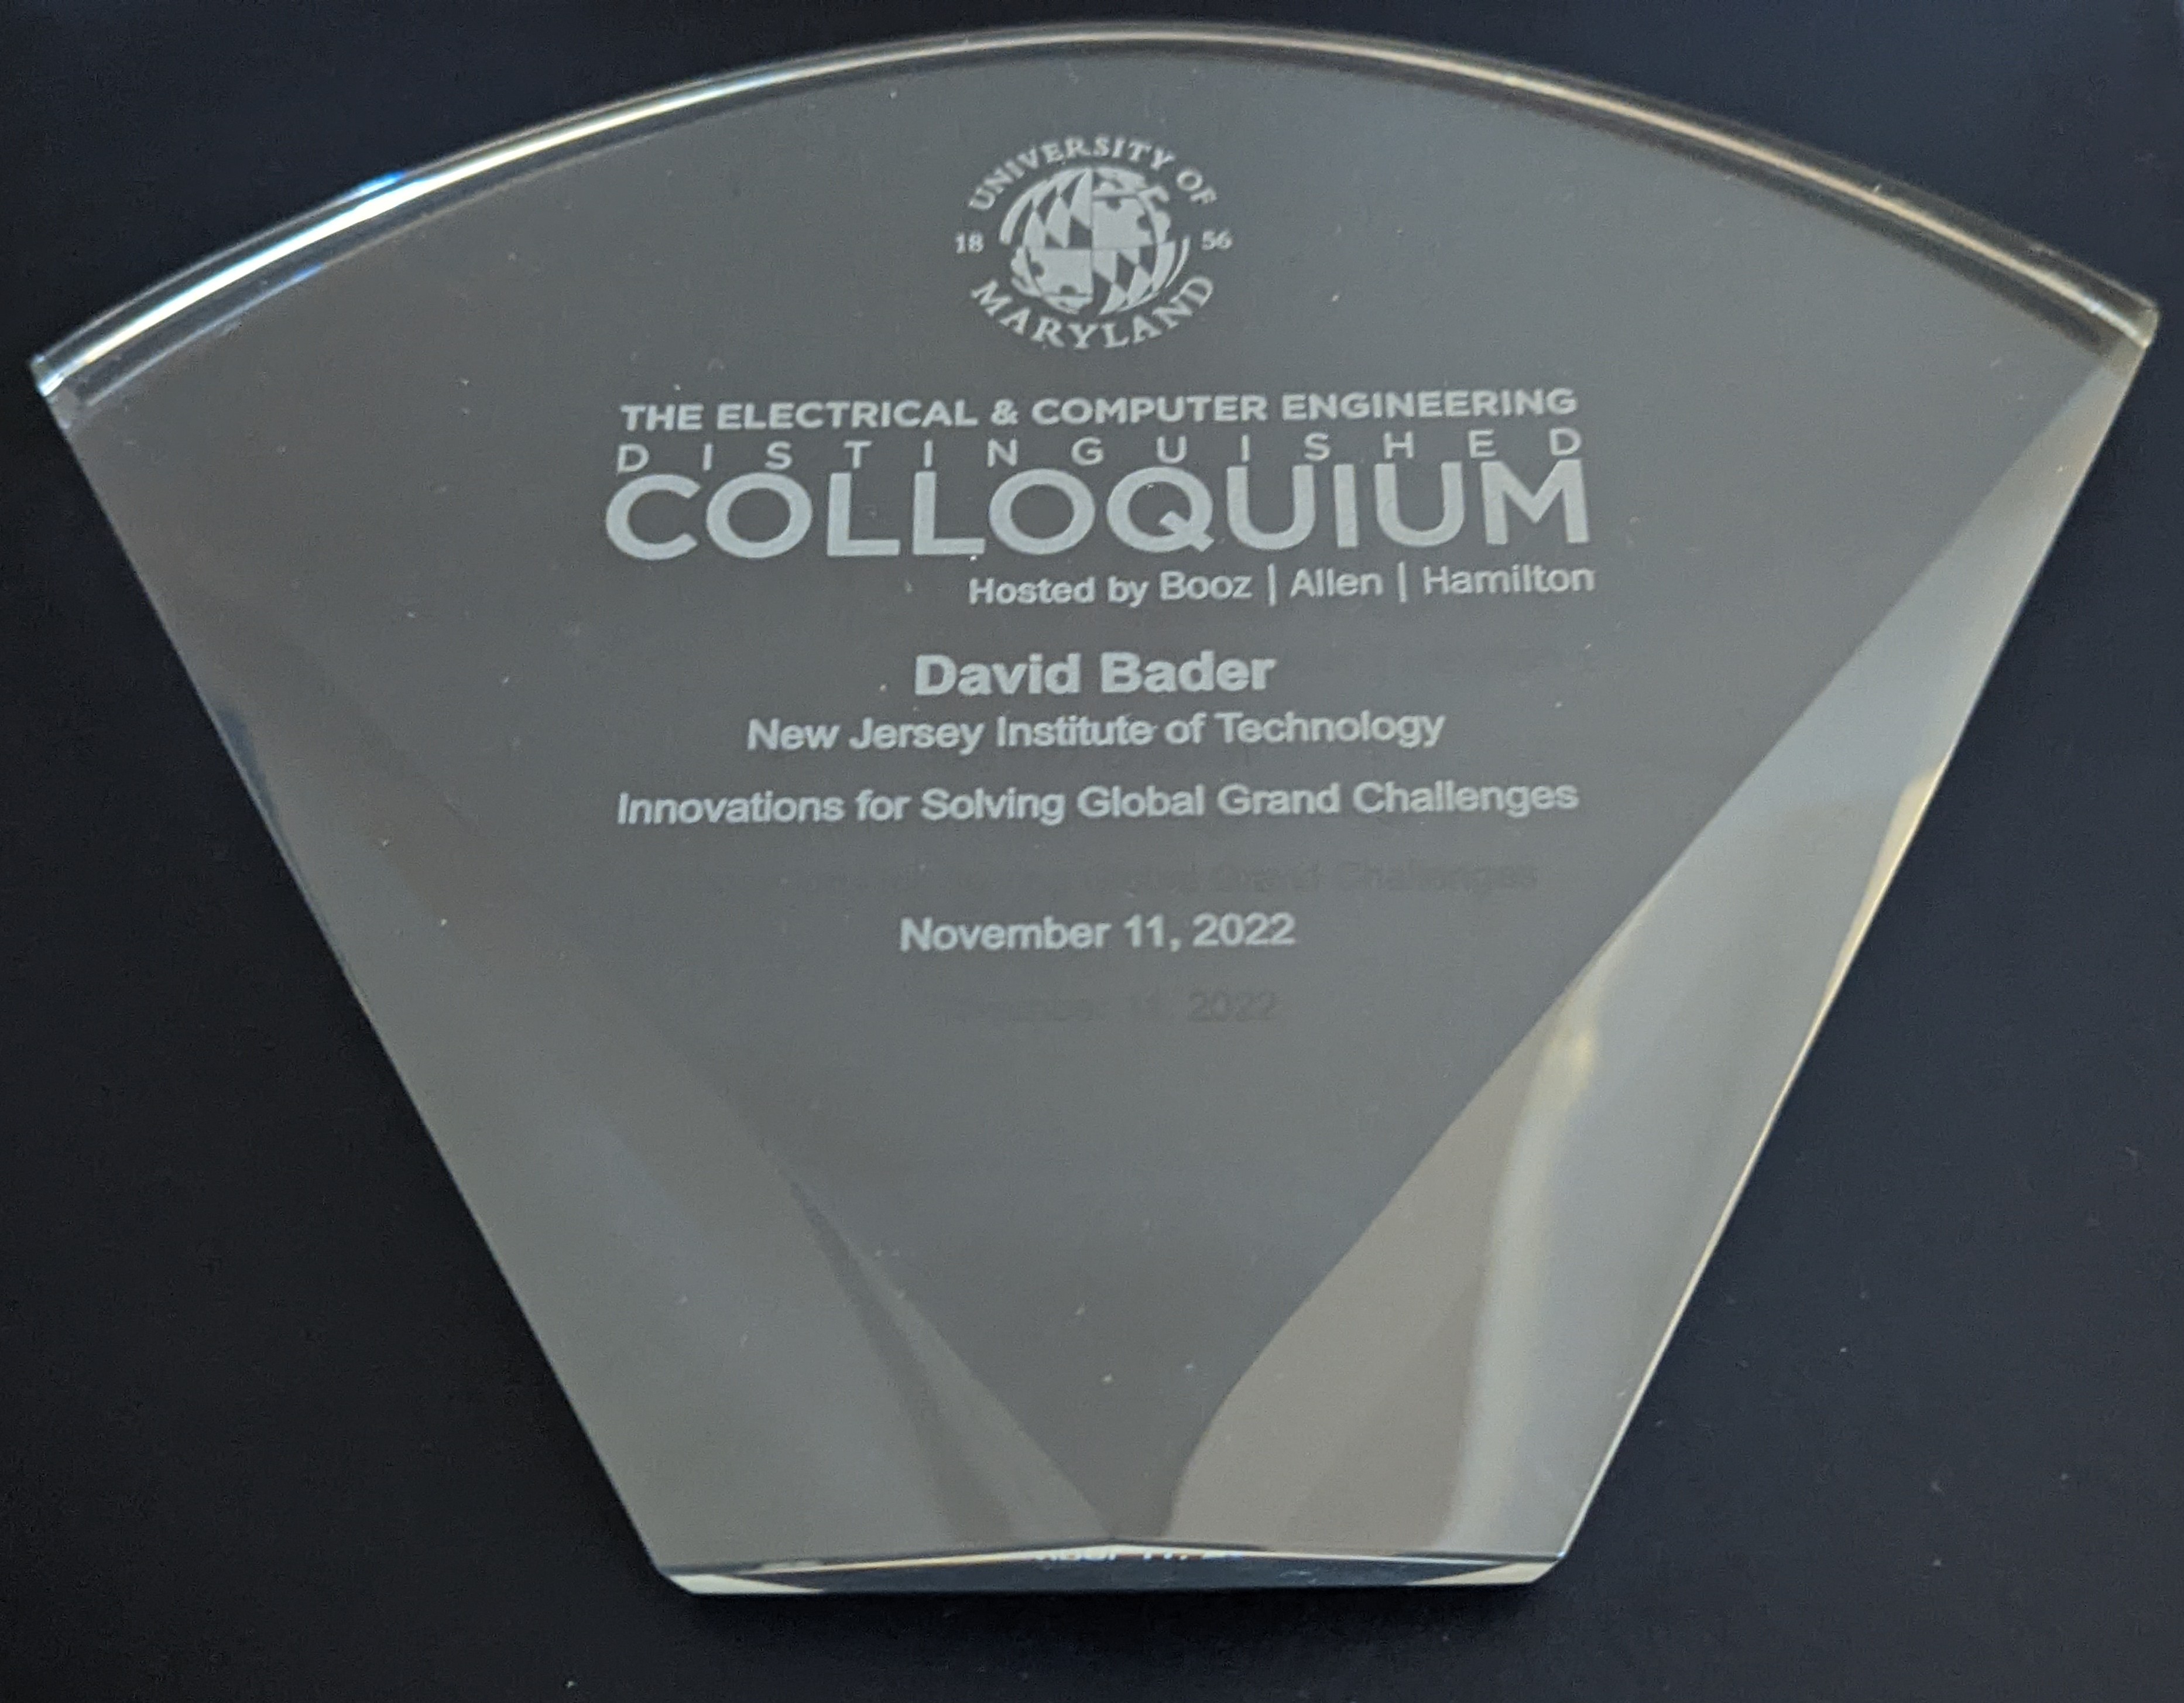 UNIVERSITY OF
18 56
MARYLAND
THE ELECTRICAL & COMPUTER ENGINEERING
DISTINGUISHED
COLLOQUIUM
Hosted by Booz | Allen | Hamilton
David Bader
New Jersey Institute of Technology
Innovations for Solving Global Grand Challenges
November 11, 2022